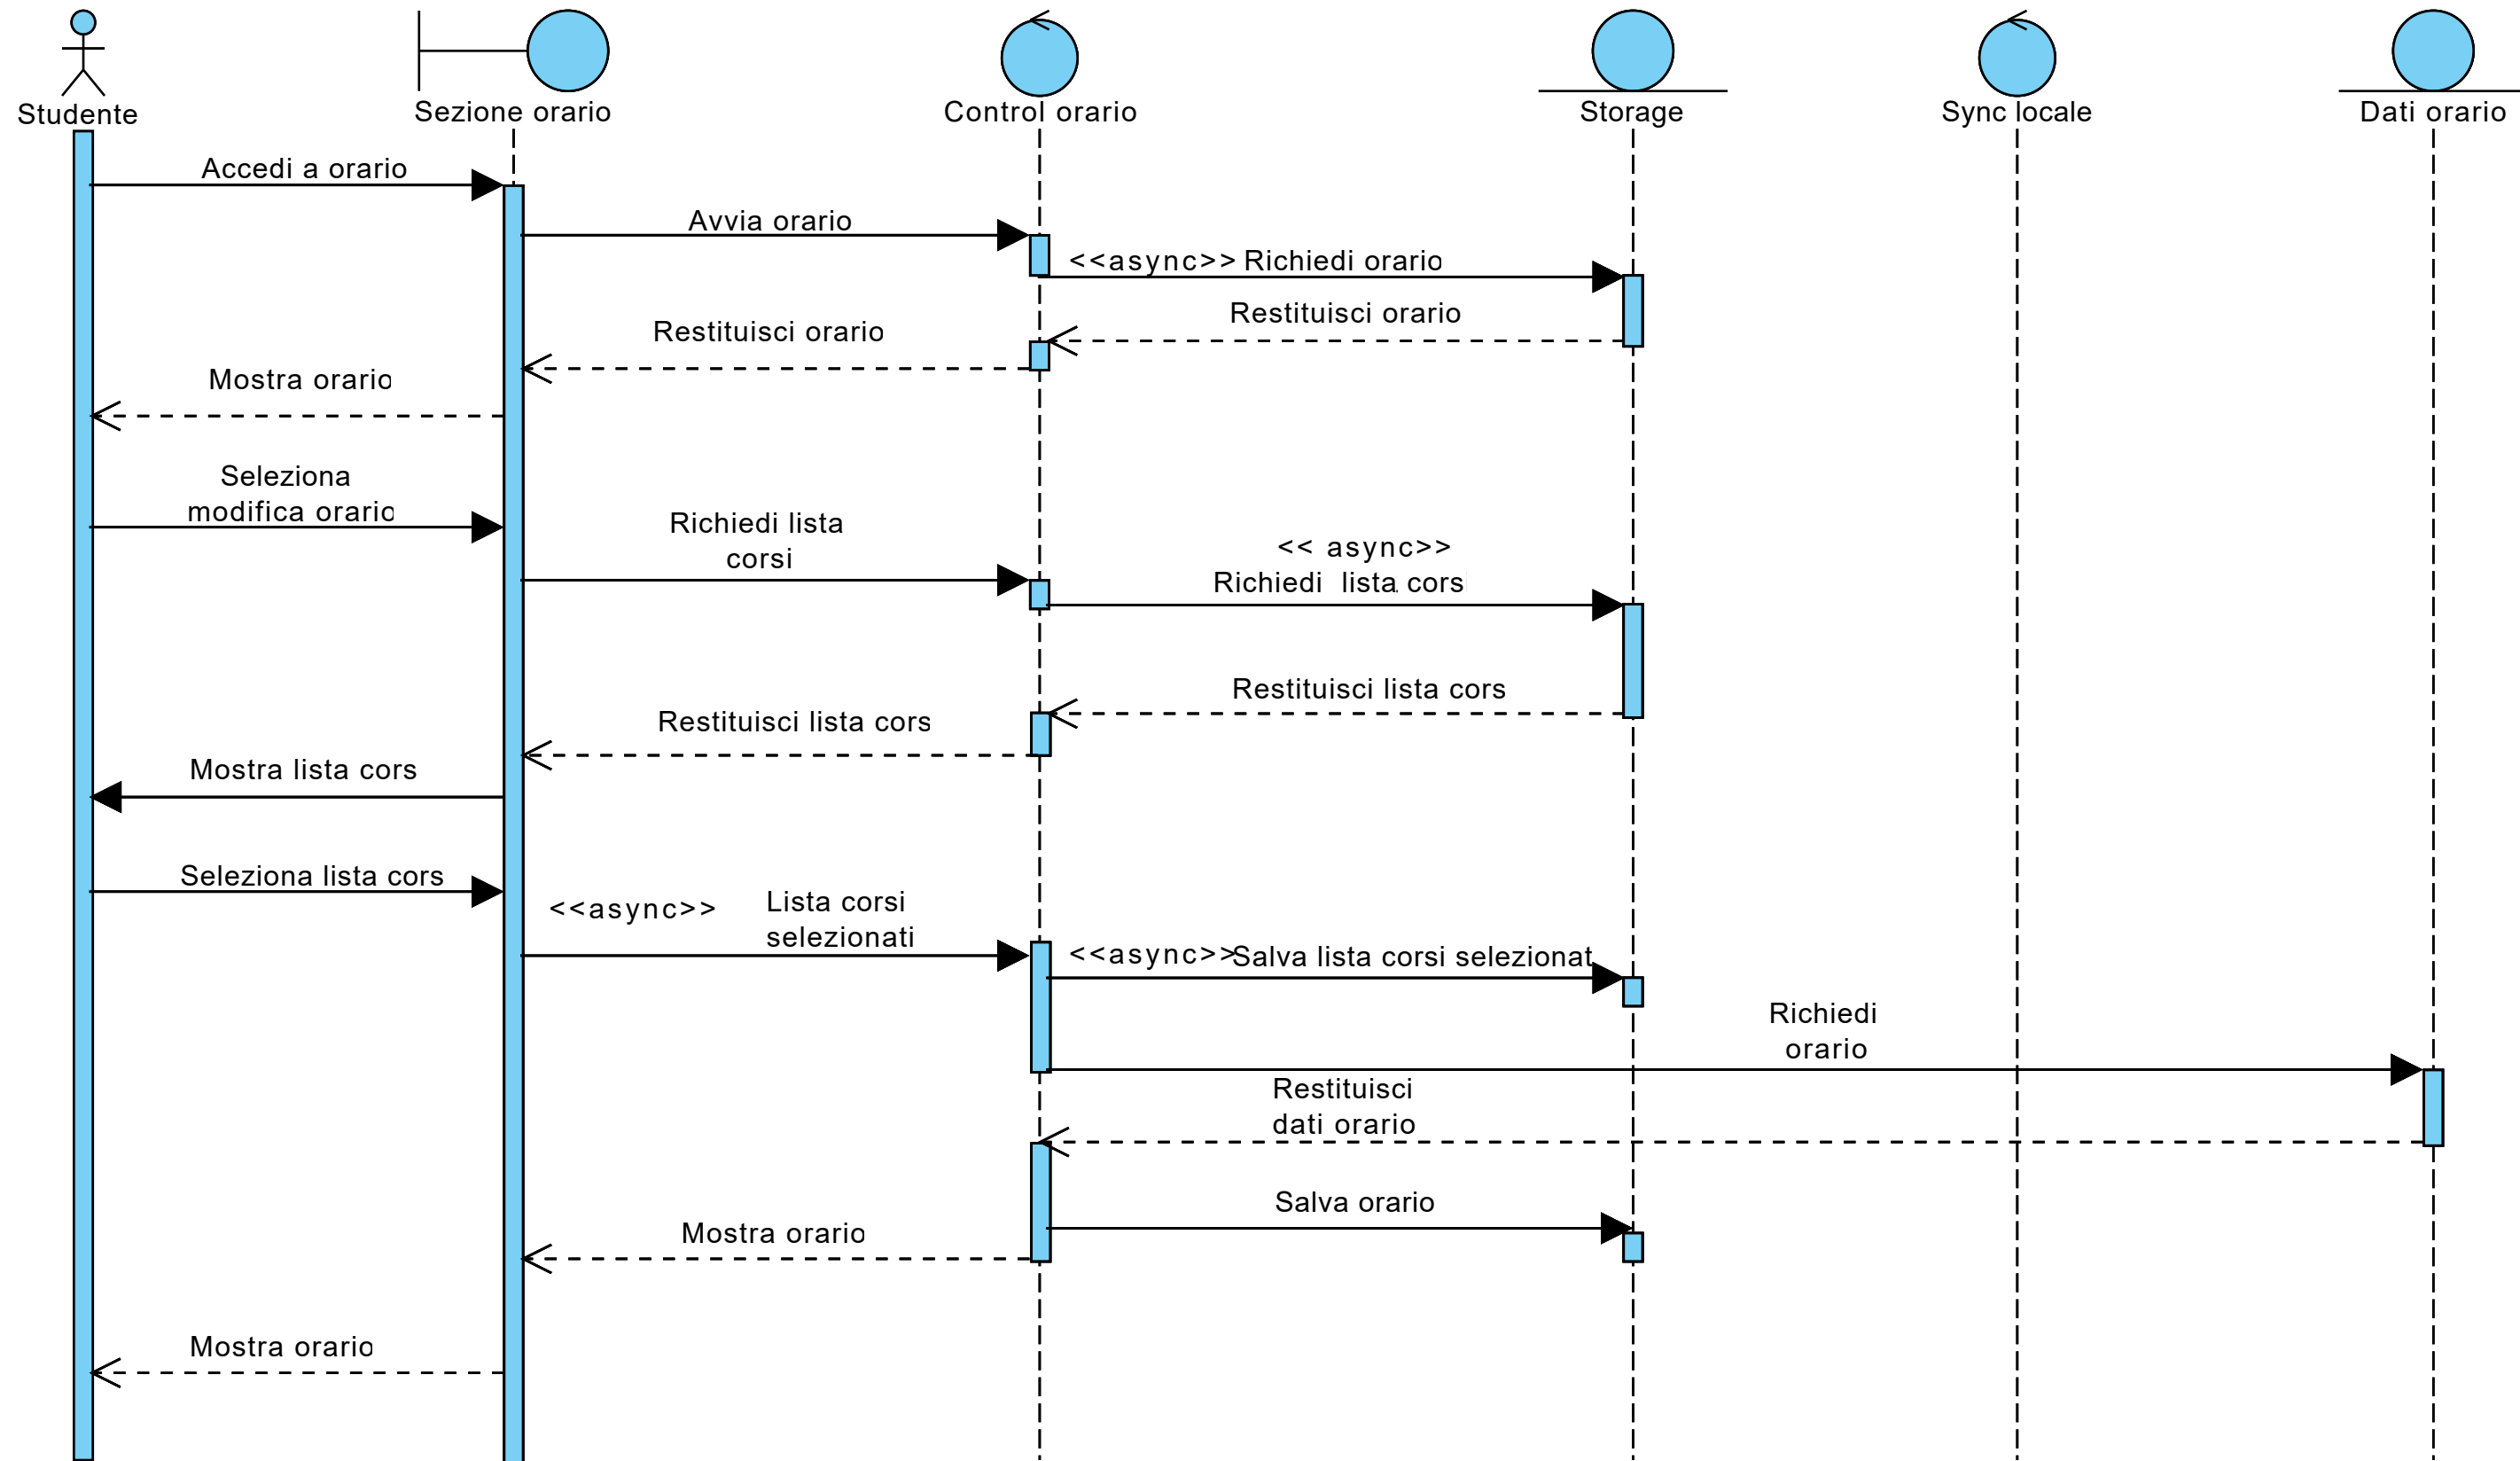 Studente
Sezione orario
Control orario
Storage
Sync locale
Dati orario
Accedi a orario
Avvia orario
<<async>> Richiedi orario
Restituisci orario
Restituisci orario
Mostra orario
Seleziona
modifica orario
Richiedi lista
corsi
<< async>>
Richiedi lista cors
Restituisci lista cors
Restituisci lista cors
Mostra lista cors
Seleziona lista cors
<<async>>
Lista corsi
selezionati
<<async>>Salva lista corsi selezionat
Richiedi
orario
Restituisci
dati orario
Salva orario
Mostra orario
Mostra orario